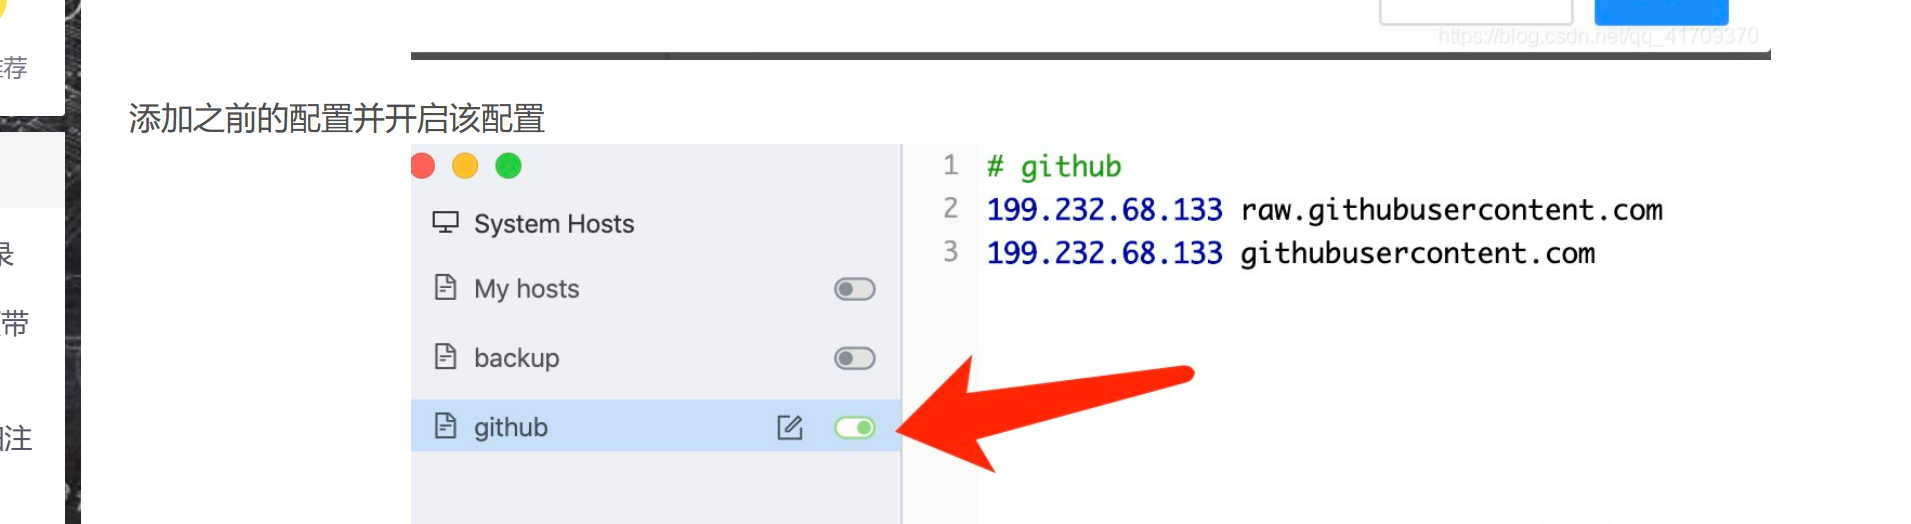 https://blog.csdn.net/qq_41709370
荐
添加之前的配置并开启该配置
录
带
注
System Hosts
My hosts
backup
github
1 # github
2 199.232.68.133 raw.githubusercontent.com
3 199.232.68.133 githubusercontent.com